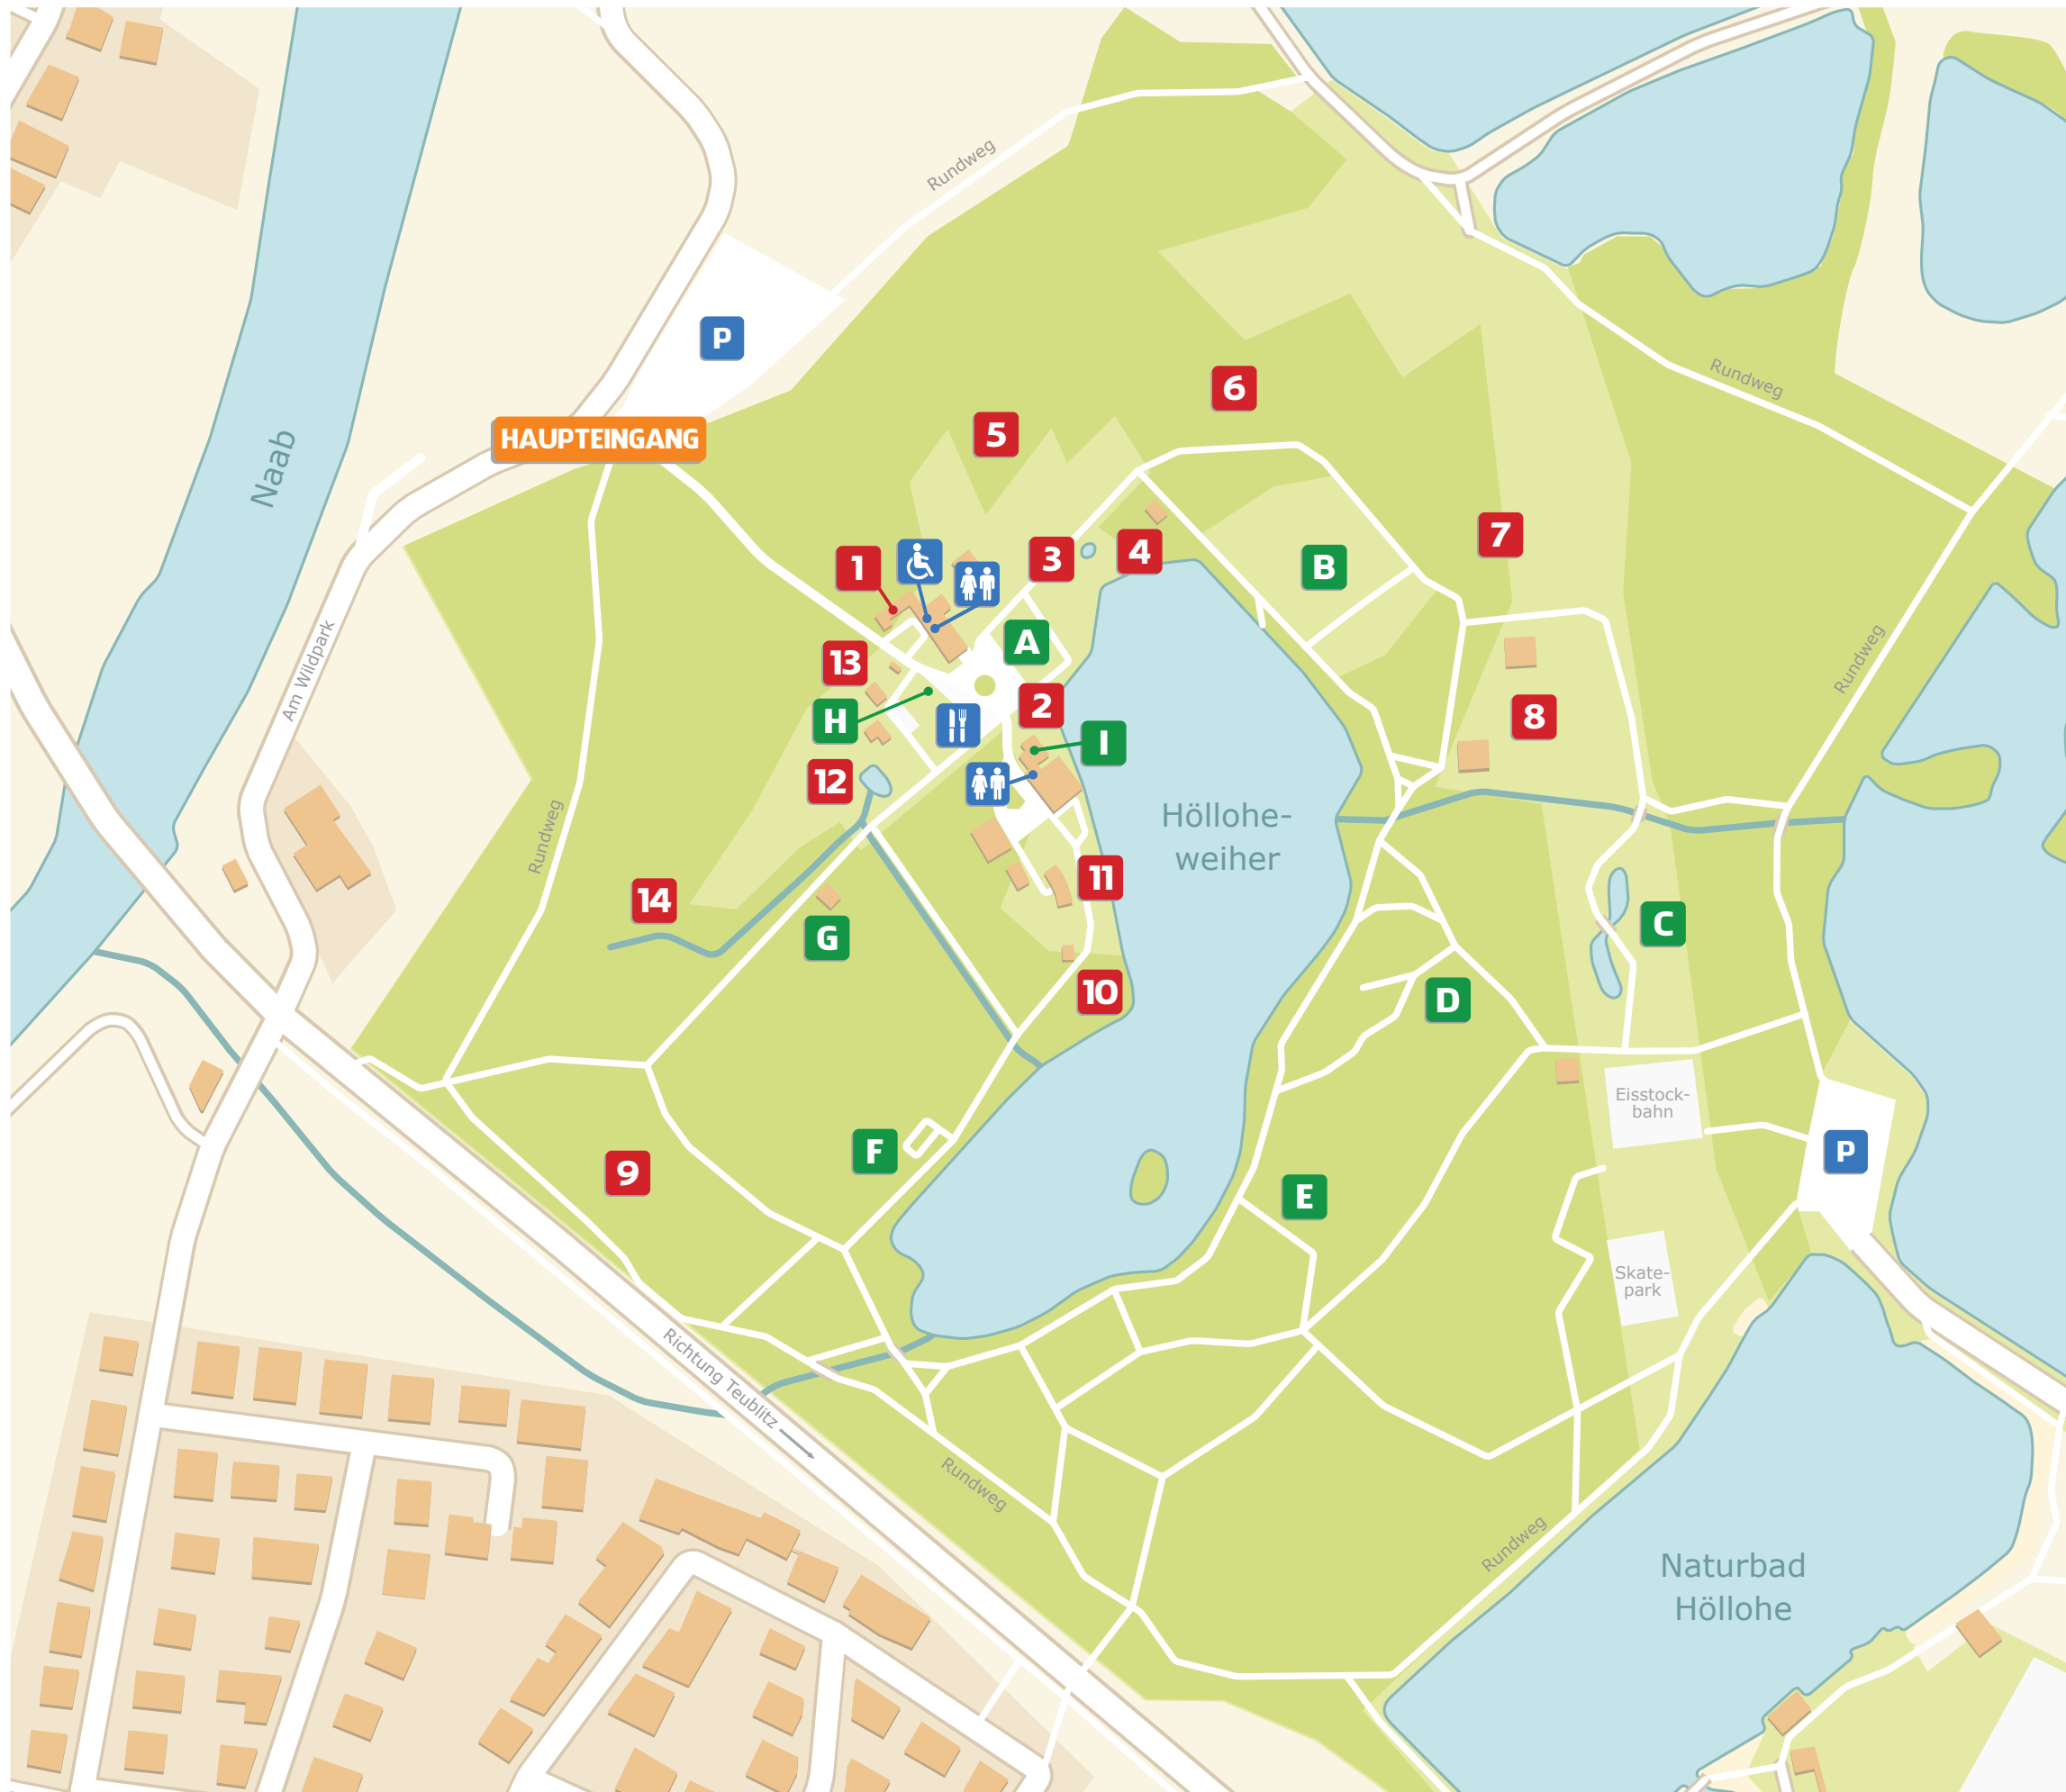 Rundweg
P
Rundweg
6
HAUPTEINGANG
5
Naab
7
3
4
1
B
A
Am Wildpark
Rundweg
13
2
8
H
I
12
Höllohe-
weiher
Rundweg
11
14
G
C
10
D
Eisstock-
bahn
F
P
9
E
Skate-
park
Richtung Teublitz
Rundweg
Rundweg
Naturbad
Höllohe